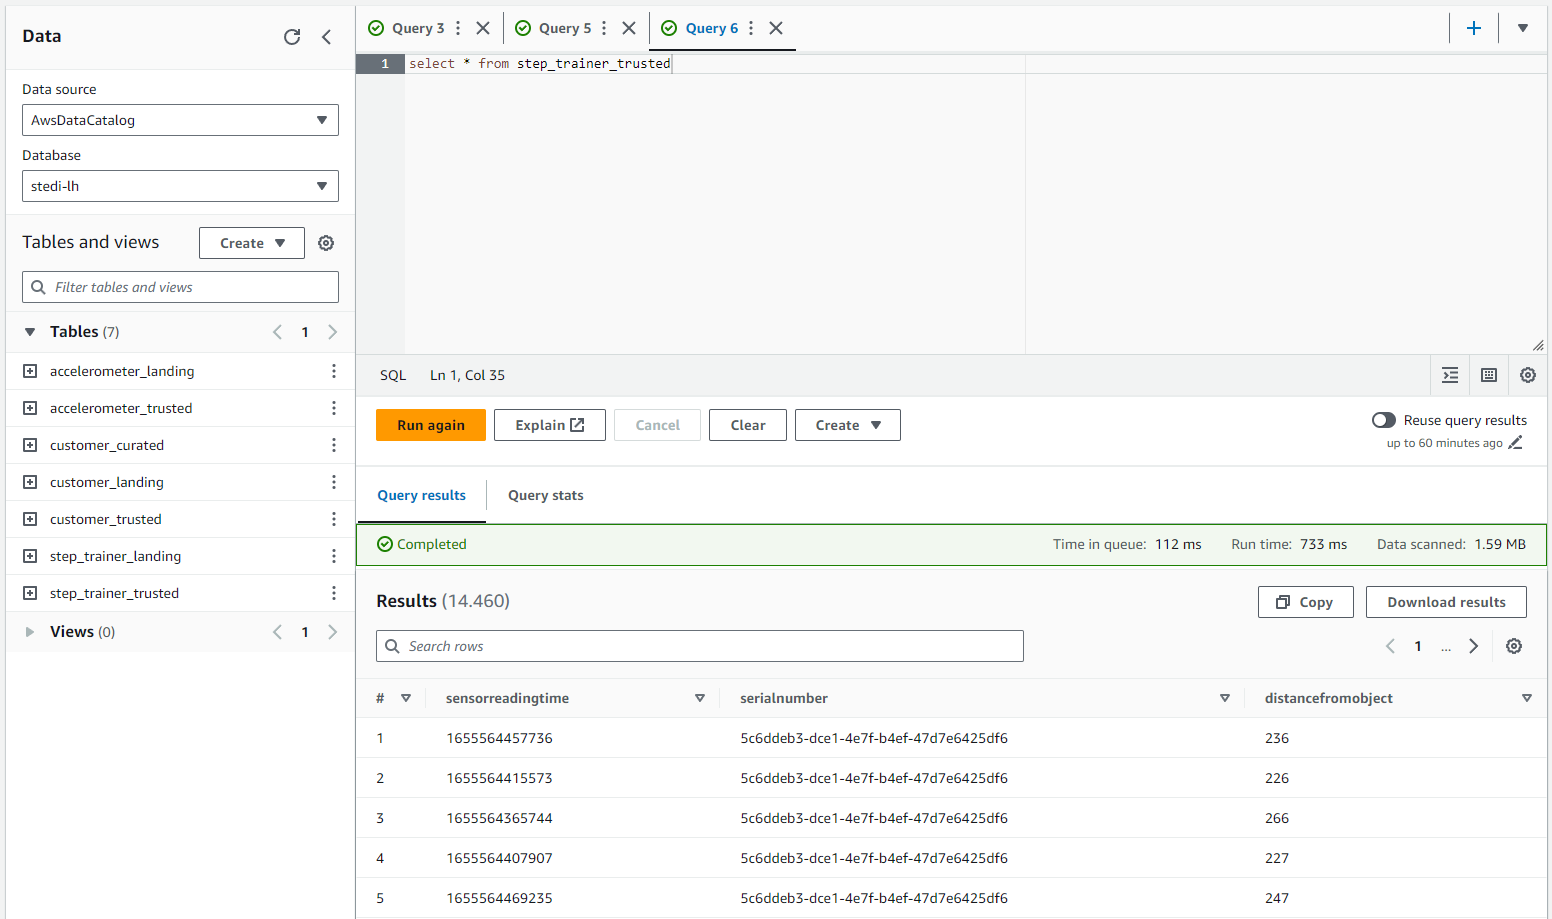 Data
Data source
AwsDataCatalog
Database
stedi-lh
Tables and views
Create
Filter tables and views
Tables (7)
1
accelerometer_landing
accelerometer_trusted
customer_curated
customer_landing
customer_trusted
step_trainer_landing
step_trainer_trusted
Views (0)
1
Query 3
Query 5
Query 6
1 select * from step_trainer_trusted
SQL Ln 1, Col 35
Run again
Explain
Cancel
Clear
Create
Reuse query results
up to 60 minutes ago
Query results
Query stats
Completed
Time in queue: 112 ms Run time: 733 ms Data scanned: 1.59 MB
Results (14.460)
Copy
Download results
Search rows
1 ...
# sensorreadingtime serialnumber distancefromobject
1 1655564457736 5c6ddeb3-dce1-4e7f-b4ef-47d7e6425df6 236
2 1655564415573 5c6ddeb3-dce1-4e7f-b4ef-47d7e6425df6 226
3 1655564365744 5c6ddeb3-dce1-4e7f-b4ef-47d7e6425df6 266
4 1655564407907 5c6ddeb3-dce1-4e7f-b4ef-47d7e6425df6 227
5 1655564469235 5c6ddeb3-dce1-4e7f-b4ef-47d7e6425df6 247